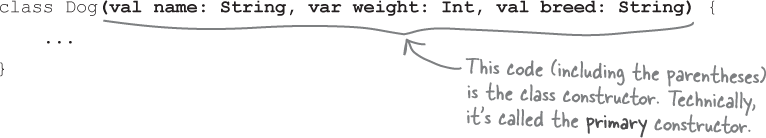 class Dog(val name: String, var weight: Int, val breed: String) {
...
}
This code (including the parentheses)
is the class constructor. Technically,
it's called the primary constructor.